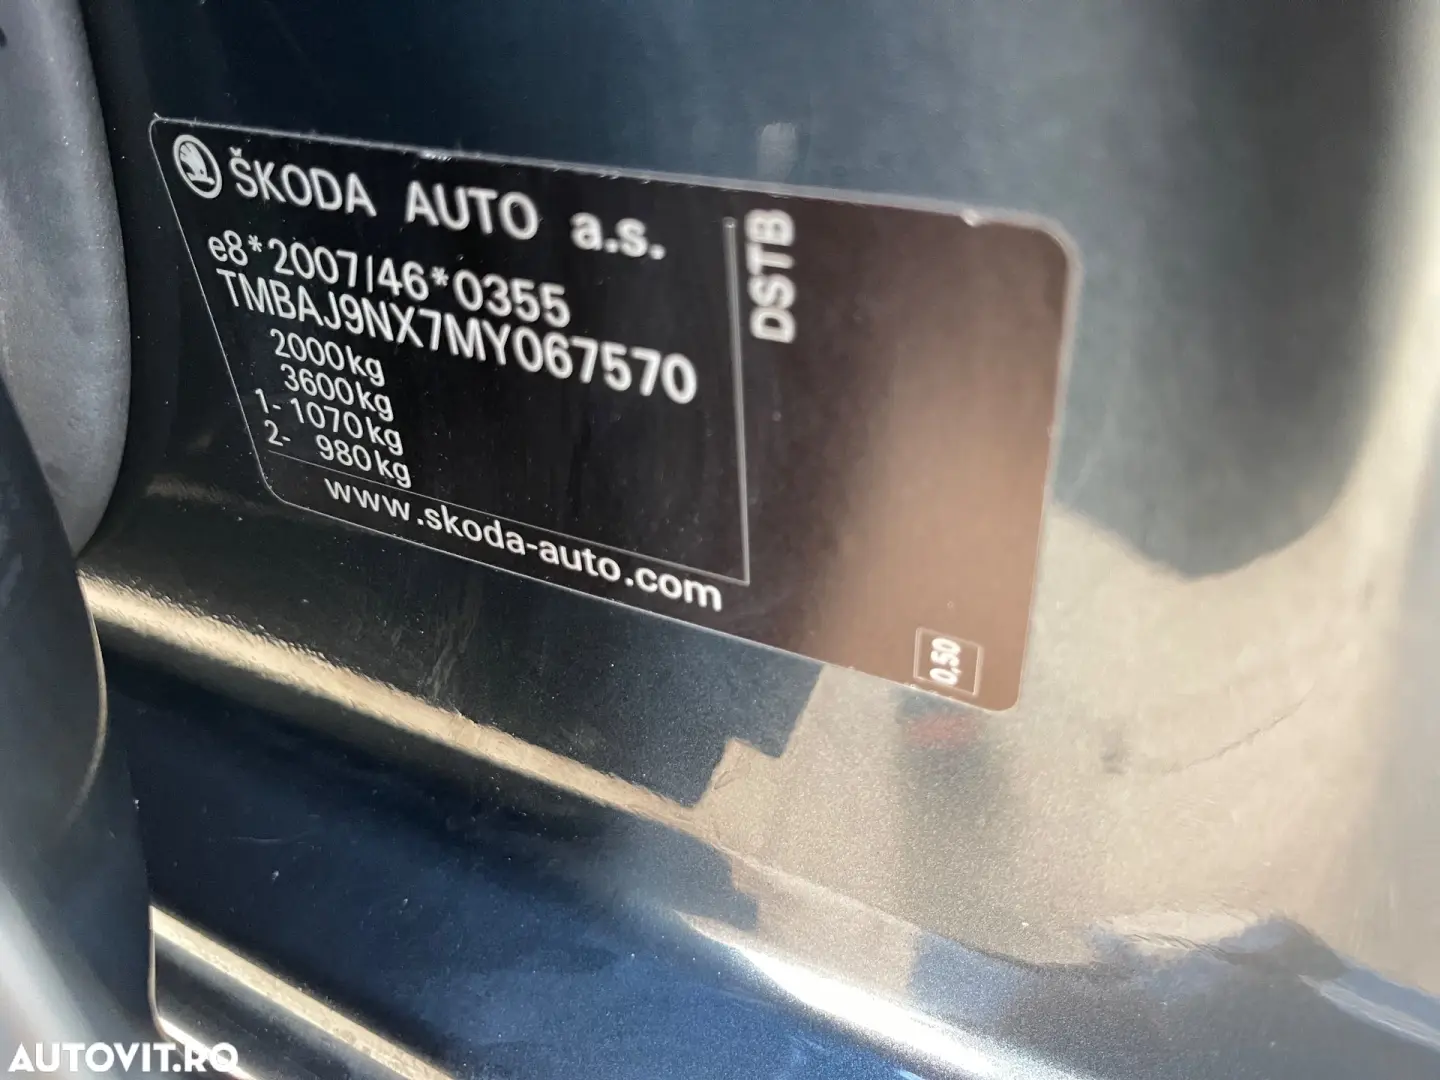 ŠKODA AUTO a.s.
e8*2007/46*0355
TMBAJ9NX7MY067570
2000kg
3600kg
1- 1070kg
2- 980kg
www.skoda-auto.com
DSTB
0,50
AUTOVIT.RO